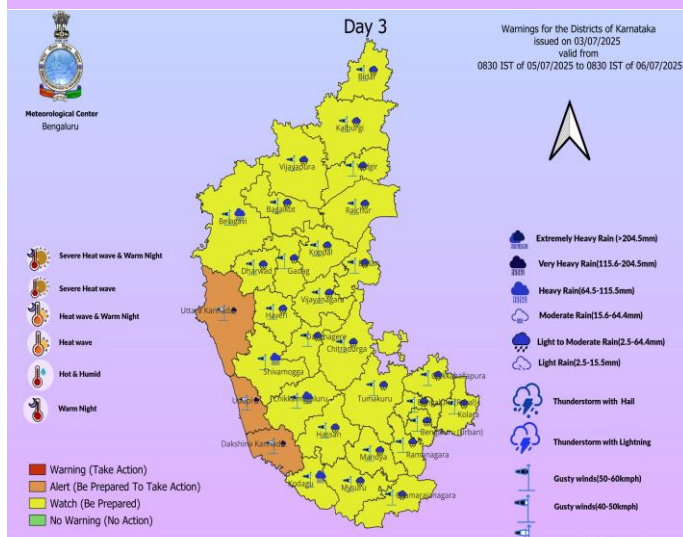 Day 3
Warnings for the Districts of Karnataka
issued on 03/07/2025
valid from
0830 IST of 05/07/2025 to 0830 IST of 06/07/2025
Meteorological Center
Bengaluru
Bidar
Kalburgi
Vijayapura
Yadgir
Bagalkot
Raichur
Belagavi
Koppal
Dharwad
Gadag
Uttara Kannada
Vijayanagara
Haveri
Davanagere
Chitradurga
Shivamogga
Tumakuru
Kolara
Bengaluru (Urban)
Hassan
Dakshina Kannada
Ramanagara
Mandya
Kodagu
Mysuru
Chamarajanagara
Severe Heat wave & Warm Night
Severe Heat wave
Heat wave & Warm Night
Heat wave
Hot & Humid
Warm Night
Extremely Heavy Rain (>204.5mm)
Very Heavy Rain(115.6-204.5mm)
Heavy Rain(64.5-115.5mm)
Moderate Rain(15.6-64.4mm)
Light to Moderate Rain(2.5-64.4mm)
Light Rain(2.5-15.5mm)
Thunderstorm with Hail
Thunderstorm with Lightning
Gusty winds(50-60kmph)
Gusty winds(40-50kmph)
Warning (Take Action)
Alert (Be Prepared To Take Action)
Watch (Be Prepared)
No Warning (No Action)